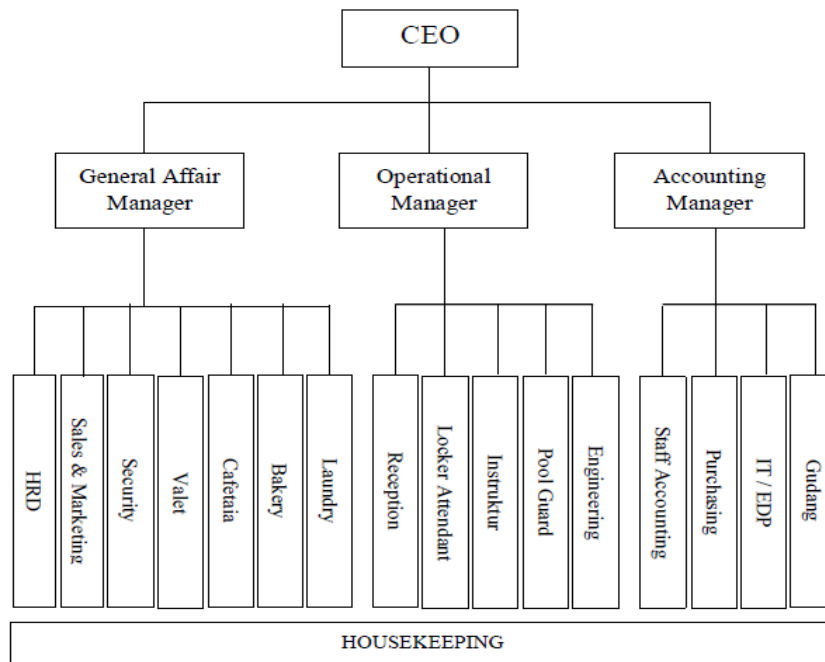 CEO
General Affair
Manager
Operational
Manager
Accounting
Manager
HRD
Sales & Marketing
Security
Valet
Cafetaia
Bakery
Laundry
Reception
Locker Attendant
Instruktur
Pool Guard
Engineering
Staff Accounting
Purchasing
IT / EDP
Gudang
HOUSEKEEPING